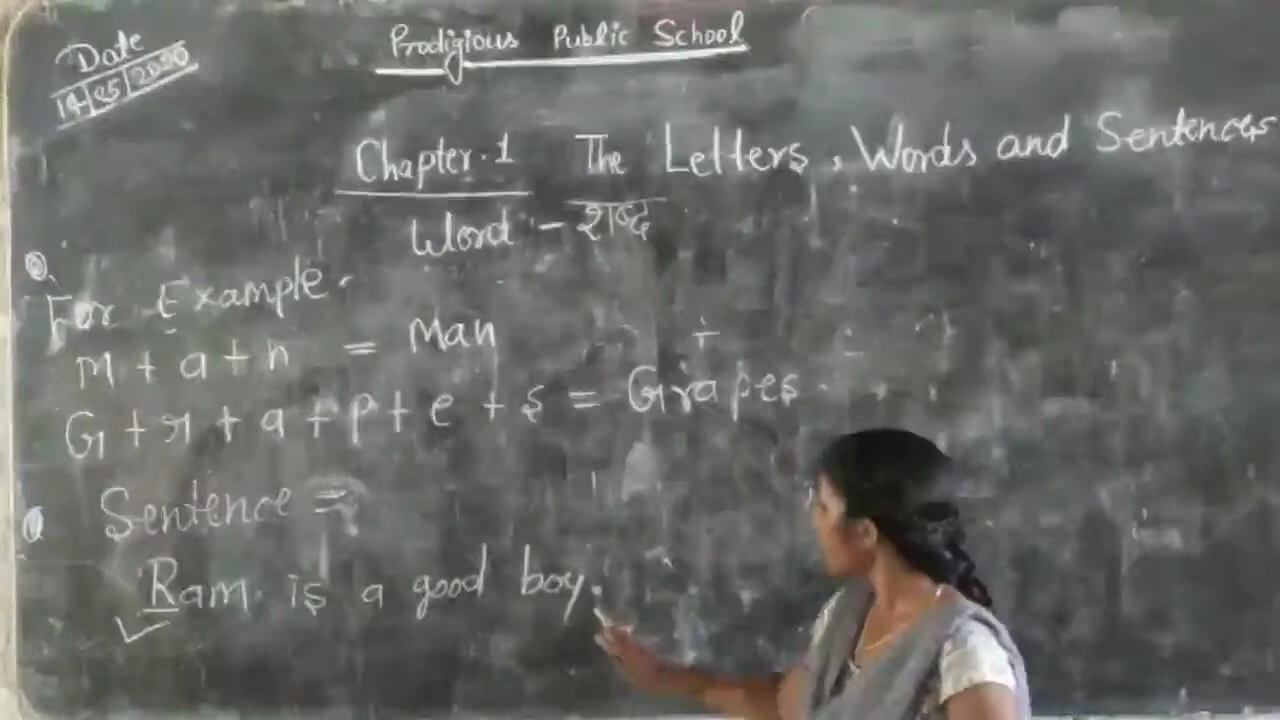 Prodigious Public School
Date
19/05/2020
Chapter.1 The Letters, Words and Sentences
Word - शब्द
For Example.
m + a + n = Man
G + r + a + p + e + s = Grapes.
Sentence =
Ram is a good boy.